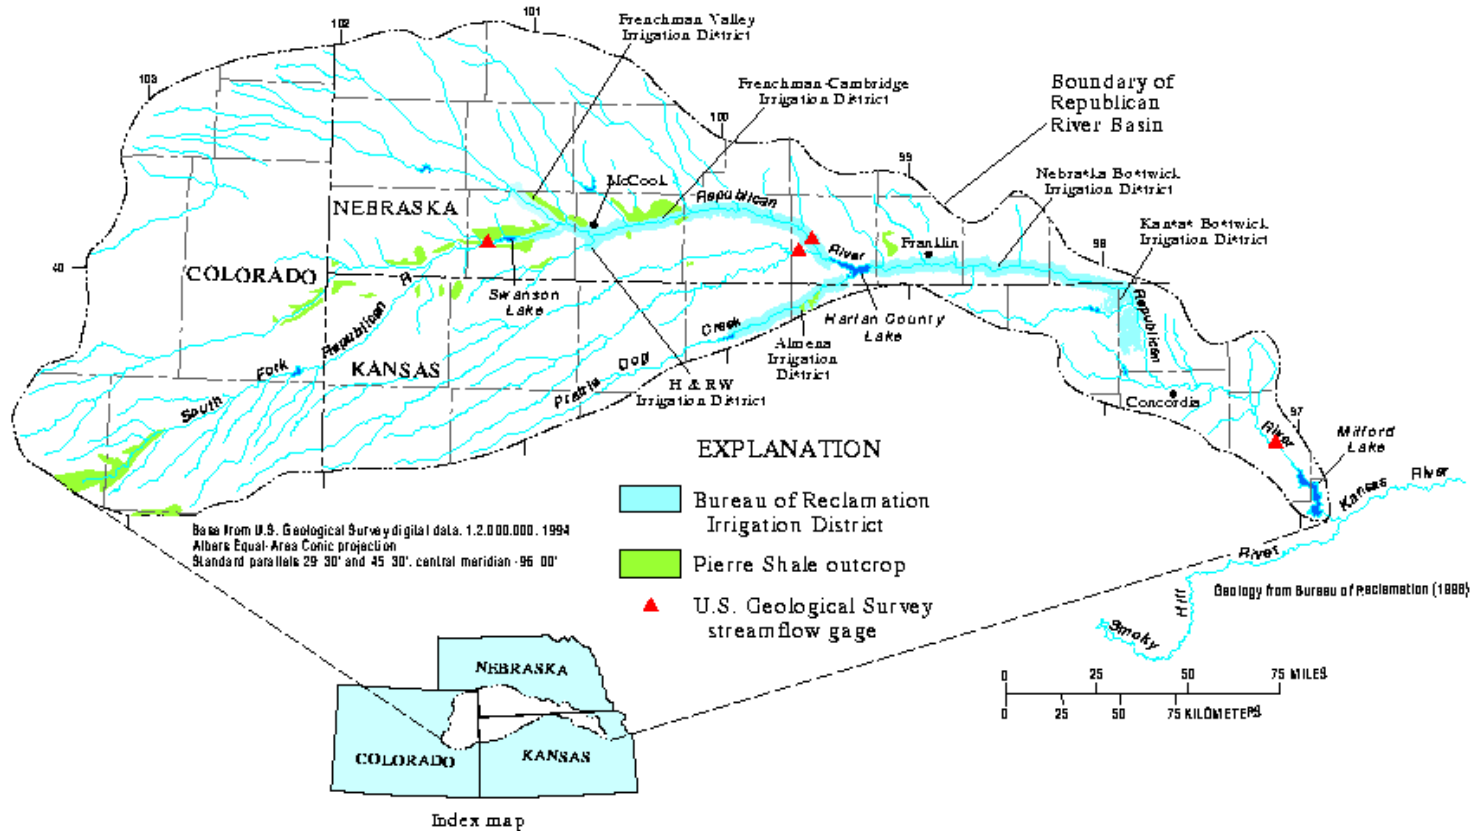 Frenchman Valley
Irrigation District
101
102
103
Frenchman-Cambridge
Irrigation District
Boundary of
Republican
River Basin
100
99
McCook
Republican
Nebraska Bostwick
Irrigation District
NEBRASKA
Kansas Bostwick
Irrigation District
Franklin
River
98
40
COLORADO
R
Swanson
Lake
Republican
Harlan County
Lake
Republican
Creek
Almena
Irrigation
District
Dog
Prairie
Fork
South
KANSAS
H & RW
Irrigation District
Concordia
97
River
Milford
Lake
Kansas River
EXPLANATION
Bureau of Reclamation
Irrigation District
Pierre Shale outcrop
U.S. Geological Survey
streamflow gage
Base from U.S. Geological Survey digital data, 1:2,000,000, 1994
Albers Equal-Area Conic projection
Standard parallels 29 30' and 45 30', central meridian -96 00'
River
Hill
Smoky
Geology from Bureau of Reclamation (1996)
0 25 50 75 MILES
0 25 50 75 KILOMETERS
NEBRASKA
COLORADO
KANSAS
Index map